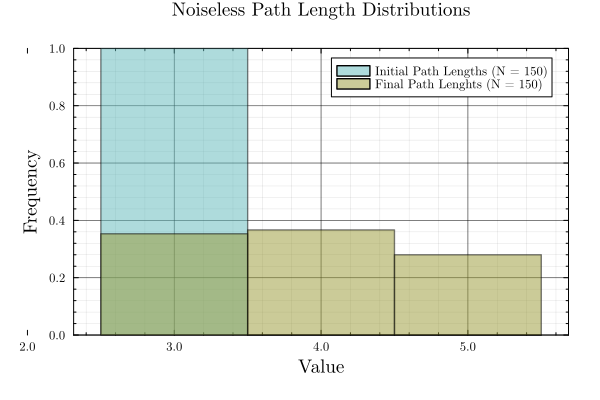 Noiseless Path Length Distributions
1.0
Initial Path Lengths (N = 150)
Final Path Lenghts (N = 150)
0.8
0.6
Frequency
0.4
0.2
0.0
2.0
3.0
4.0
5.0
Value